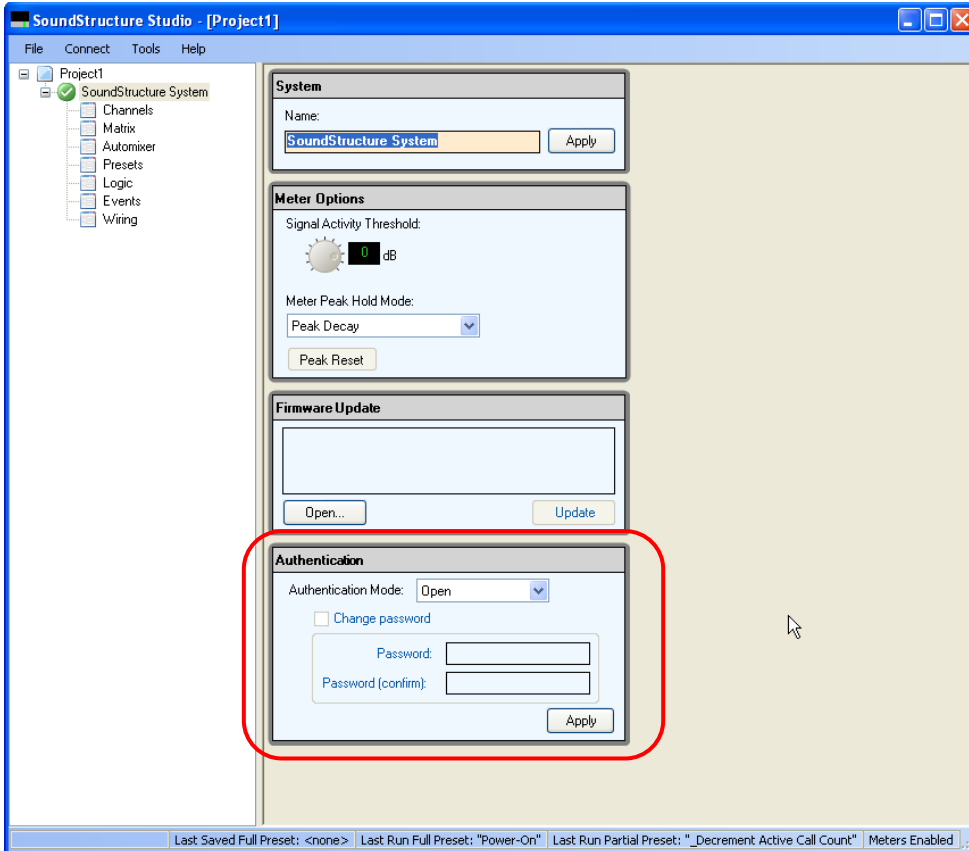 SoundStructure Studio - [Project1]
File Connect Tools Help
Project1
SoundStructure System
Channels
Matrix
Automixer
Presets
Logic
Events
Wiring
System
Name:
SoundStructure System Apply
Meter Options
Signal Activity Threshold:
0 dB
Meter Peak Hold Mode:
Peak Decay
Peak Reset
Firmware Update
Open... Update
Authentication
Authentication Mode: Open
Change password
Password:
Password (confirm):
Apply
Last Saved Full Preset: <none> Last Run Full Preset: "Power-On" Last Run Partial Preset: "_Decrement Active Call Count" Meters Enabled